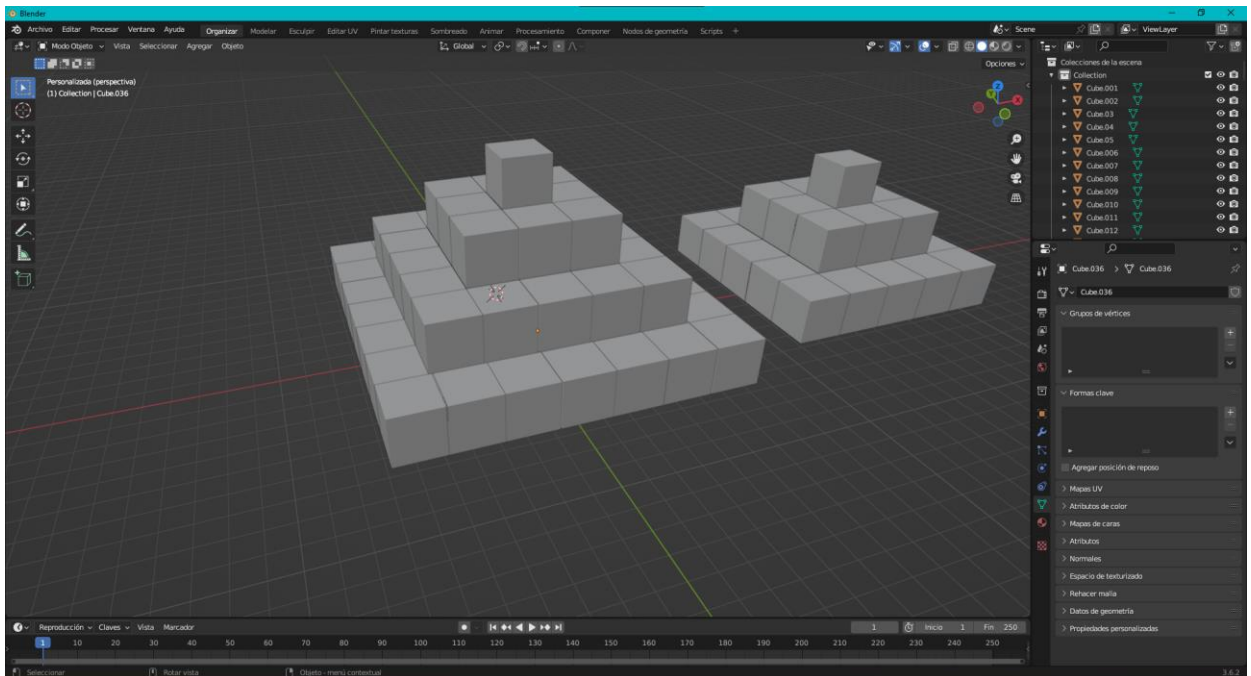 Blender
Archivo Editar Procesar Ventana Ayuda Organizar Modelar Esculpir Editar UV Pintar texturas Sombreado Animar Procesamiento Componer Nodos de geometría Scripts + Scene ViewLayer
Modo Objeto Vista Seleccionar Agregar Objeto Global
Opciones
Personalizada (perspectiva)
(1) Collection | Cube.036
Z
Y
X
Colecciones de la escena
Collection
Cube.001
Cube.002
Cube.03
Cube.04
Cube.05
Cube.006
Cube.007
Cube.008
Cube.009
Cube.010
Cube.011
Cube.012
Cube.036 > Cube.036
Cube.036
Grupos de vértices
Formas clave
Agregar posición de reposo
Mapas UV
Atributos de color
Mapas de caras
Atributos
Normales
Espacio de texturizado
Rehacer malla
Datos de geometría
Propiedades personalizadas
Reproducción Claves Vista Marcador 1 Inicio 1 Fin 250
1 10 20 30 40 50 60 70 80 90 100 110 120 130 140 150 160 170 180 190 200 210 220 230 240 250
Seleccionar Rotar vista Objeto - menú contextual 3.6.2